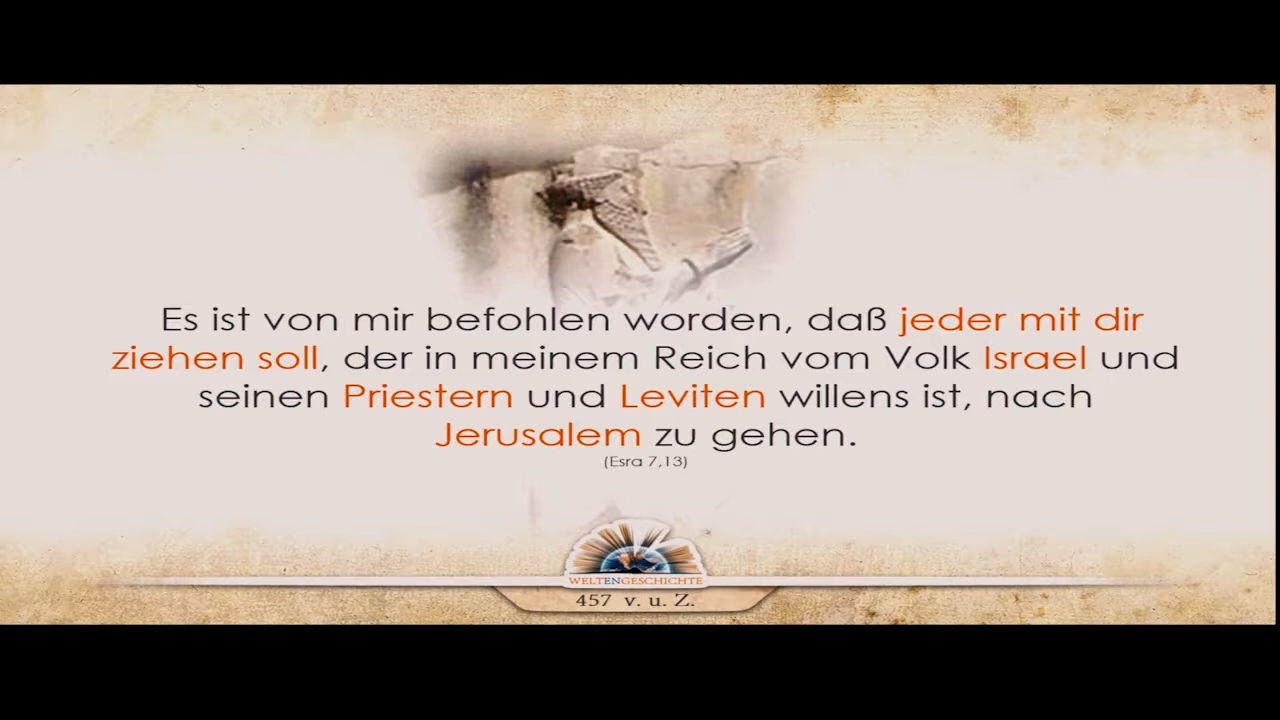 Es ist von mir befohlen worden, daß jeder mit dir
ziehen soll, der in meinem Reich vom Volk Israel und
seinen Priestern und Leviten willens ist, nach
Jerusalem zu gehen.
(Esra 7,13)
WELTENGESCHICHTE
457 v. u. Z.